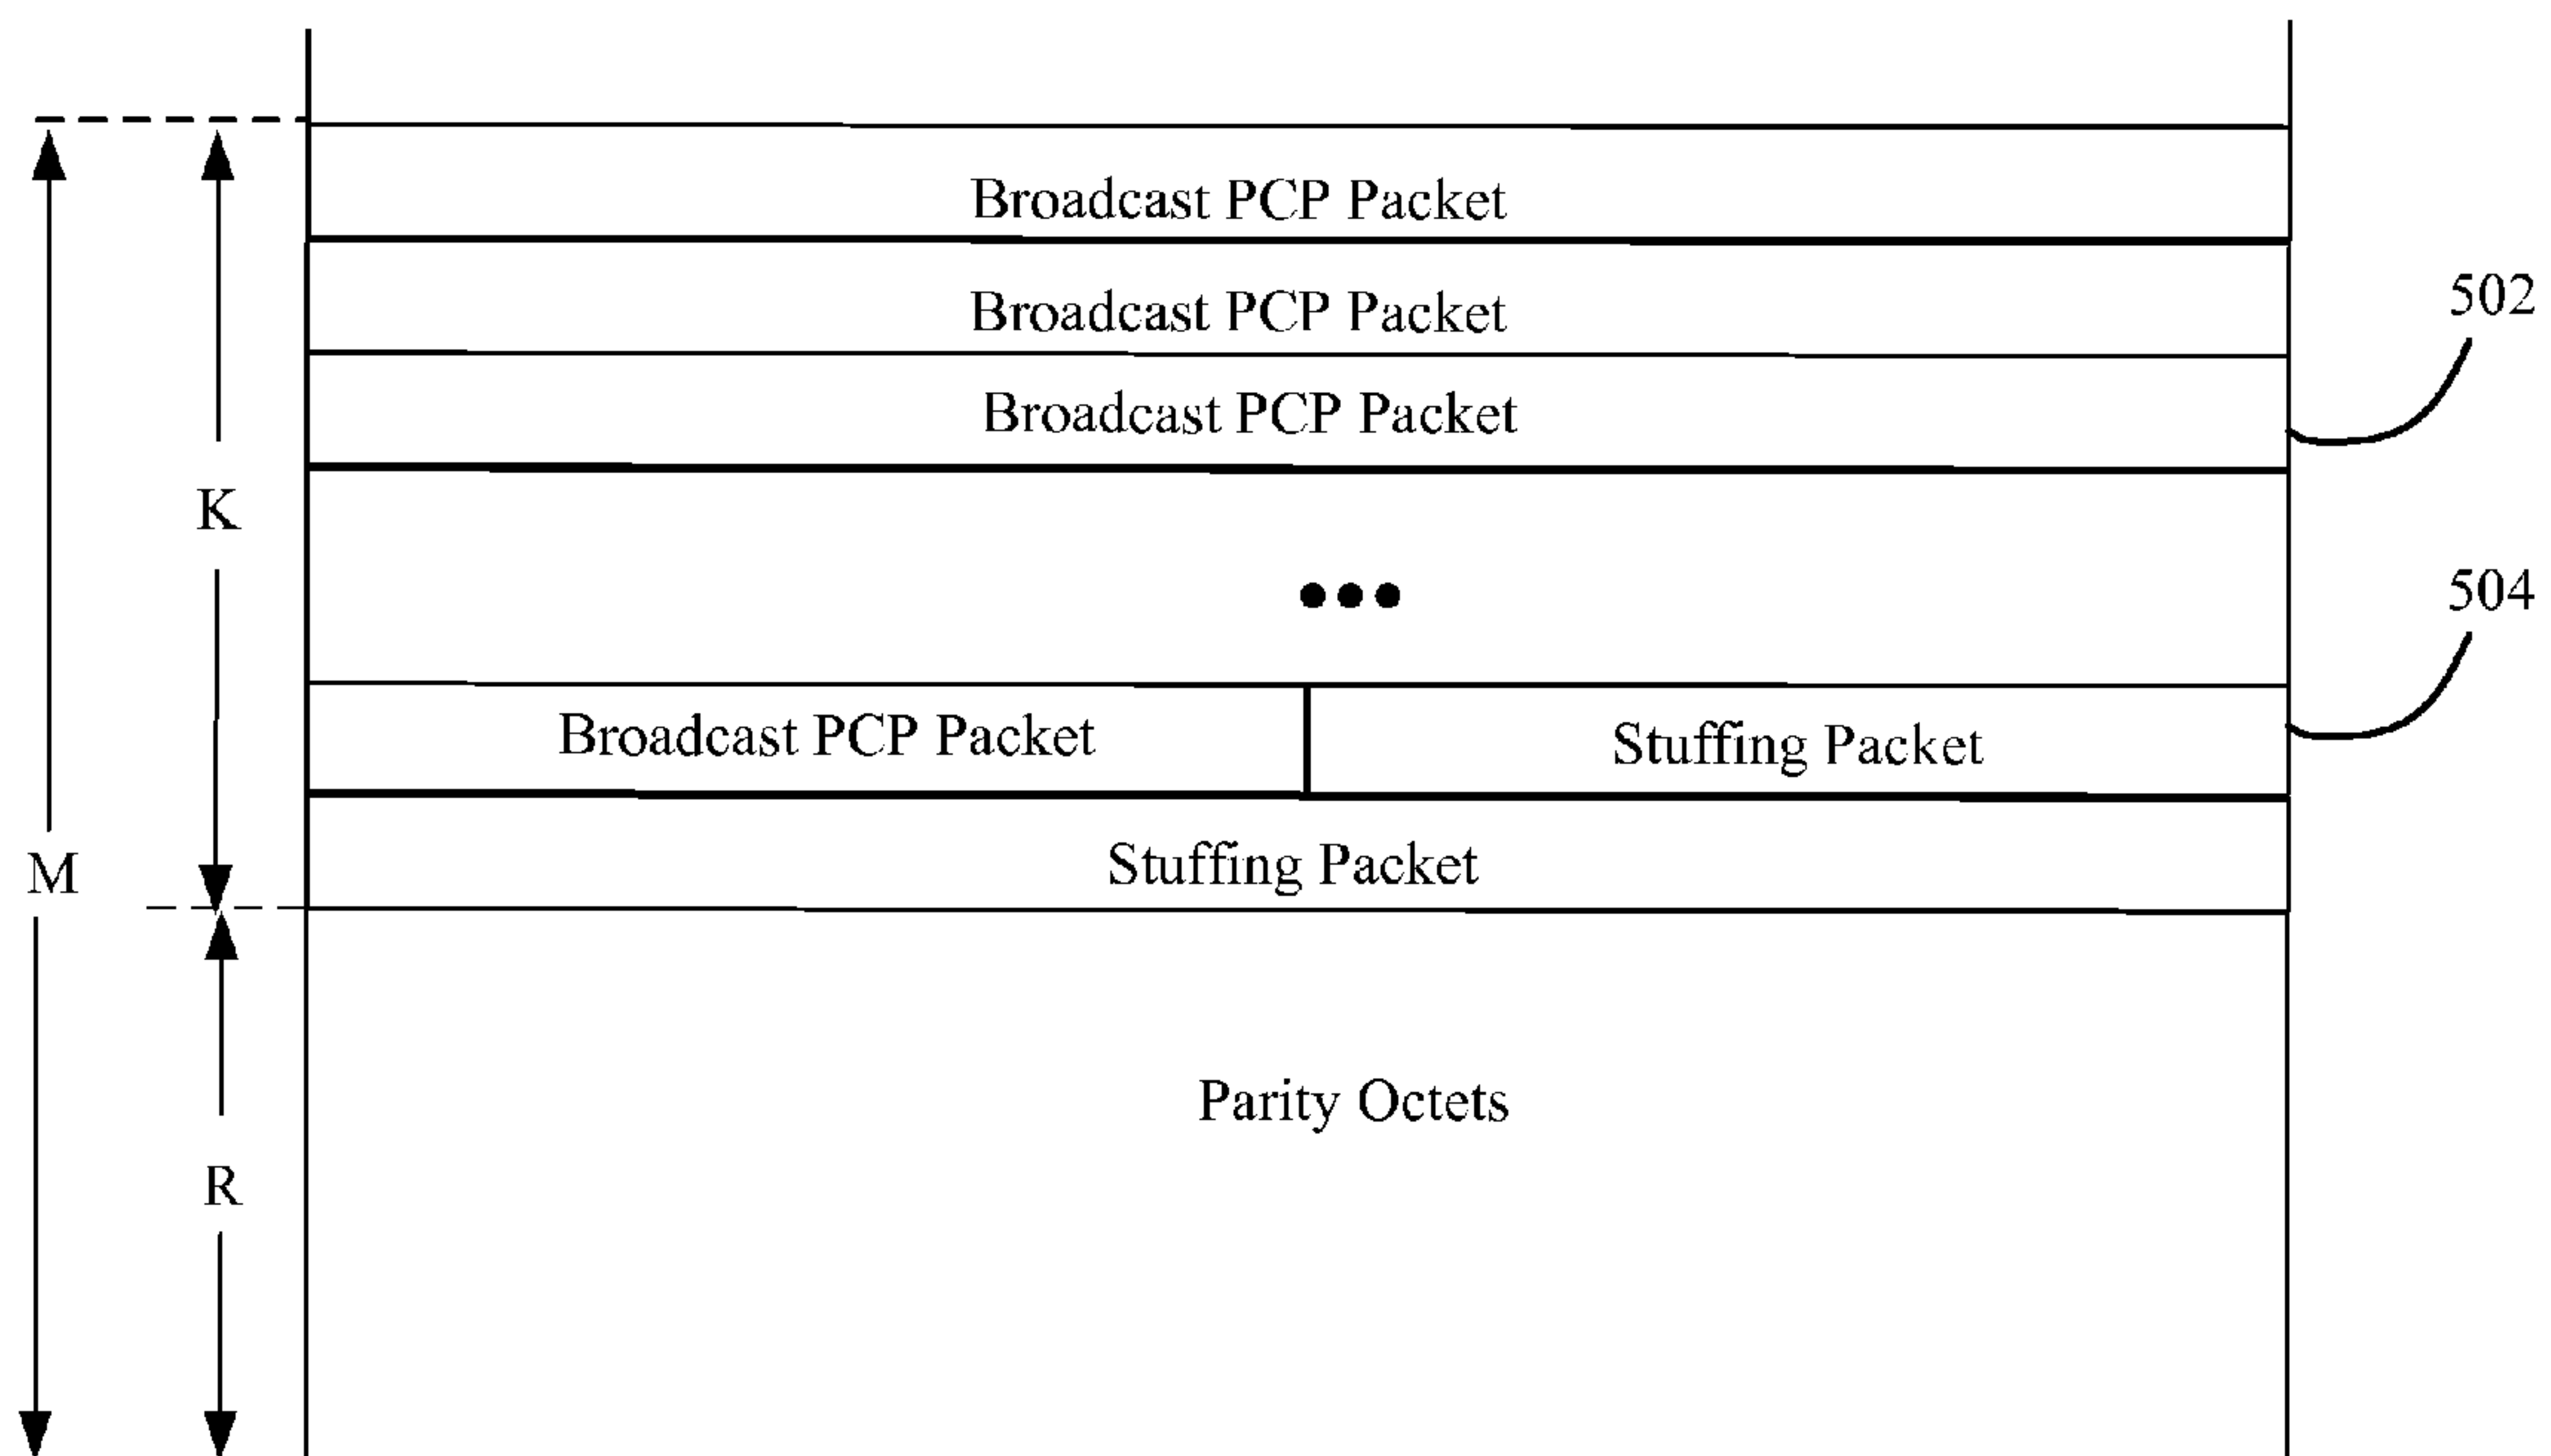 Broadcast PCP Packet
Broadcast PCP Packet
502
Broadcast PCP Packet
K
•••
504
Broadcast PCP Packet
Stuffing Packet
M
Stuffing Packet
Parity Octets
R